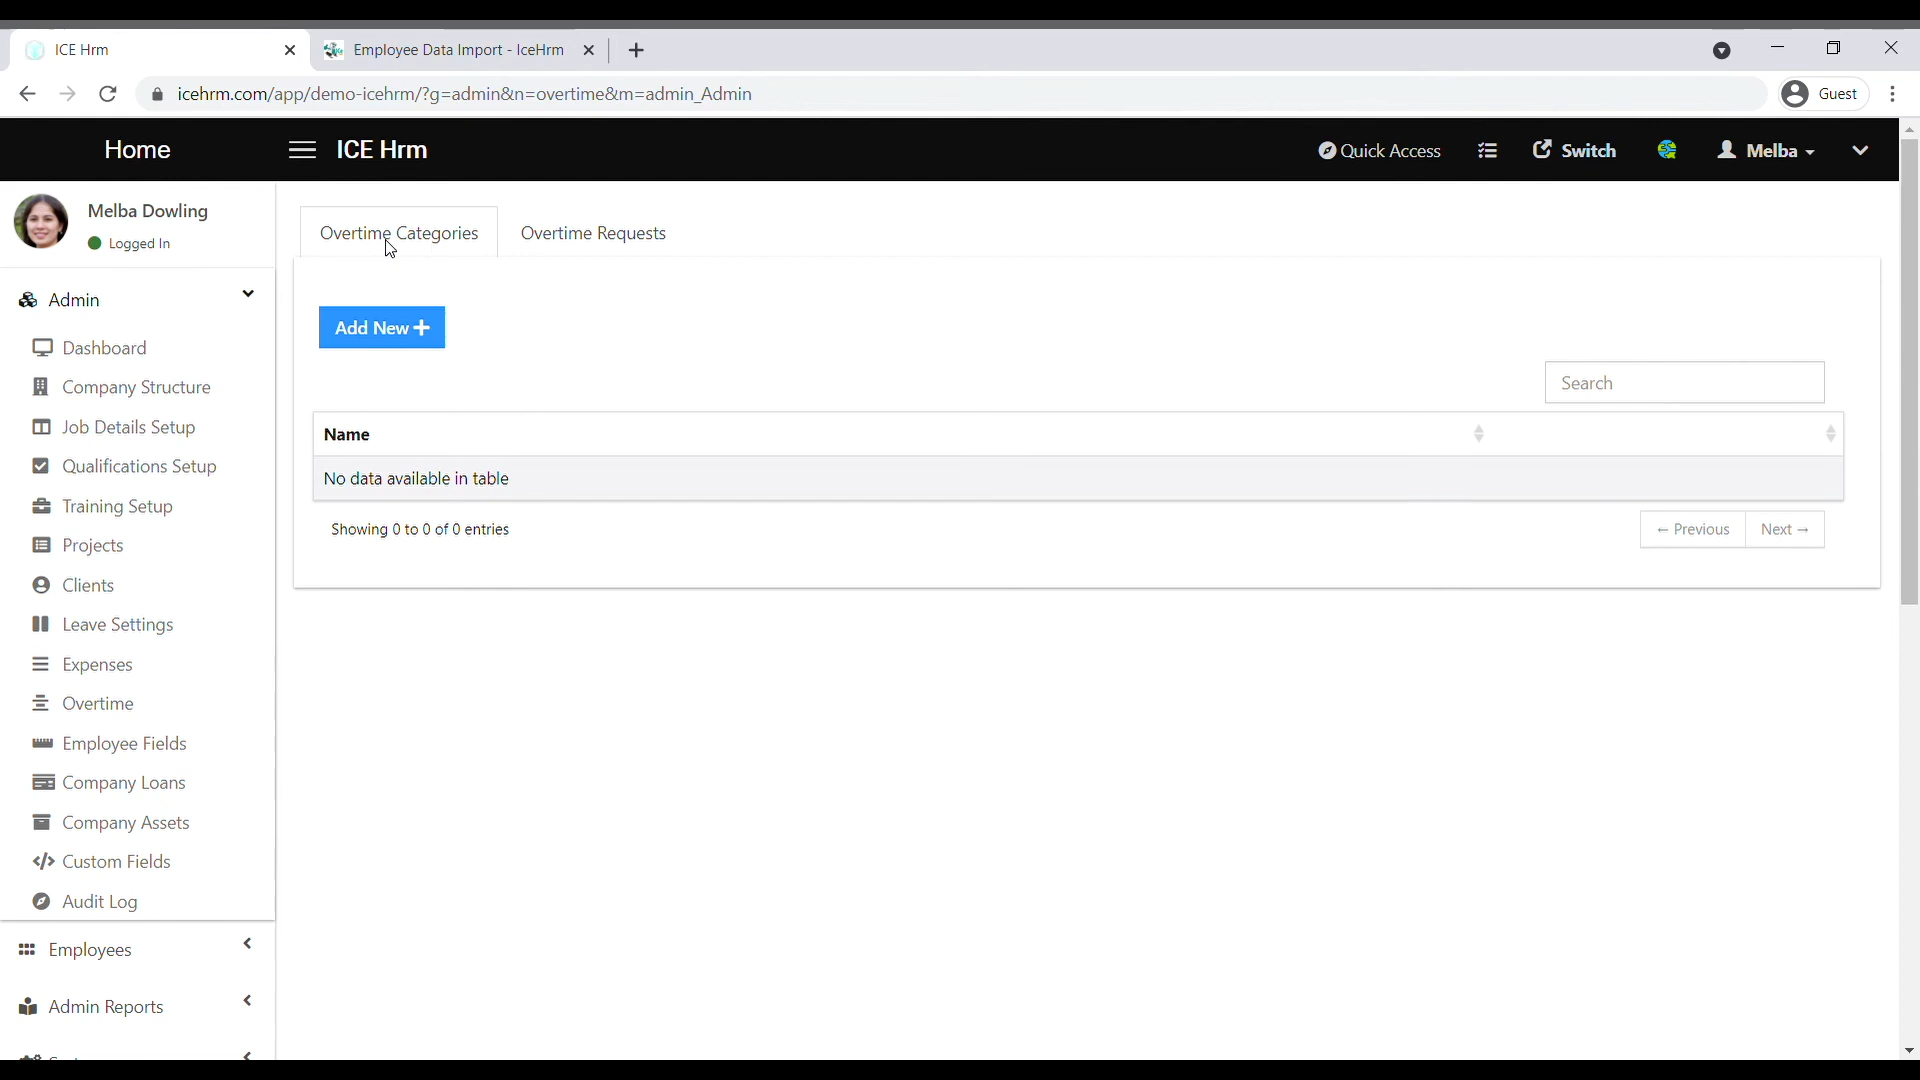 ICE Hrm
Employee Data Import - IceHrm
icehrm.com/app/demo-icehrm/?g=admin&n=overtime&m=admin_Admin
Guest
Home
ICE Hrm
Quick Access
Switch
Melba
Melba Dowling
Logged In
Admin
Dashboard
Company Structure
Job Details Setup
Qualifications Setup
Training Setup
Projects
Clients
Leave Settings
Expenses
Overtime
Employee Fields
Company Loans
Company Assets
Custom Fields
Audit Log
Employees
Admin Reports
Overtime Categories
Overtime Requests
Add New +
Search
Name
No data available in table
Showing 0 to 0 of 0 entries
← Previous
Next →